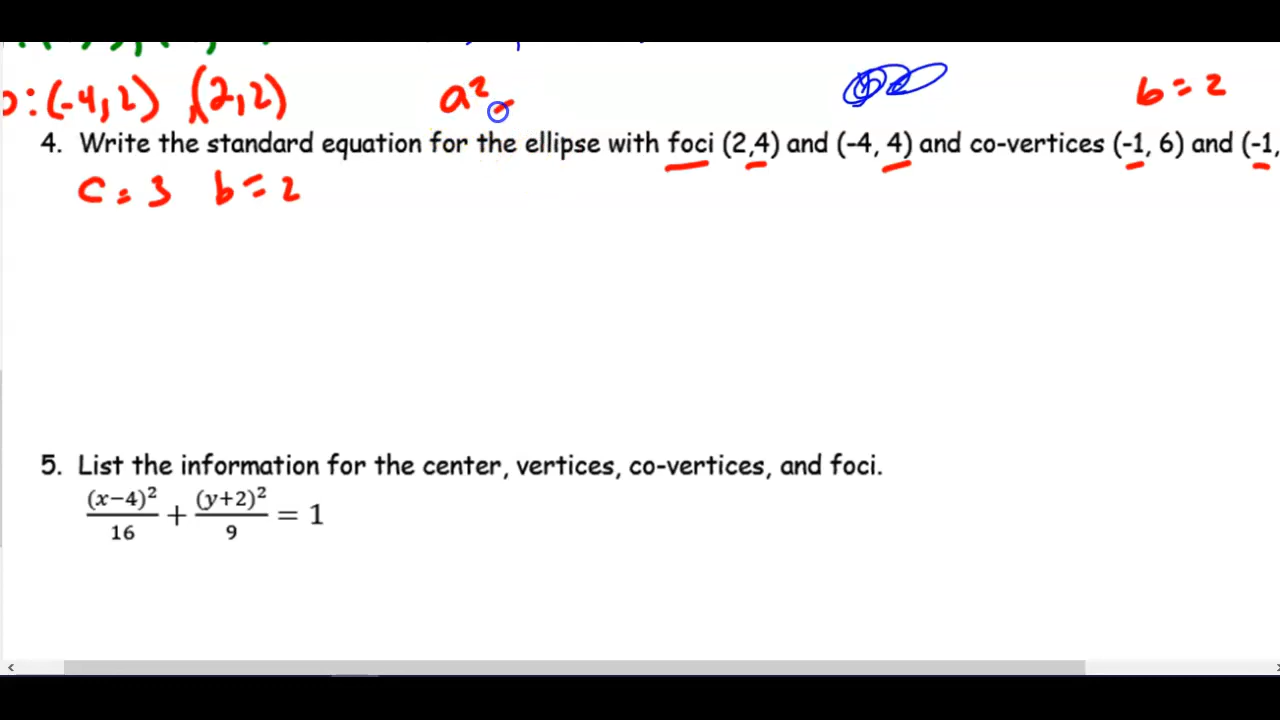 (-4,2) (2,2) a² b = 2
4. Write the standard equation for the ellipse with foci (2,4) and (-4, 4) and co-vertices (-1, 6) and (-1,
c = 3 b = 2
5. List the information for the center, vertices, co-vertices, and foci.
(x−4)²/16 + (y+2)²/9 = 1